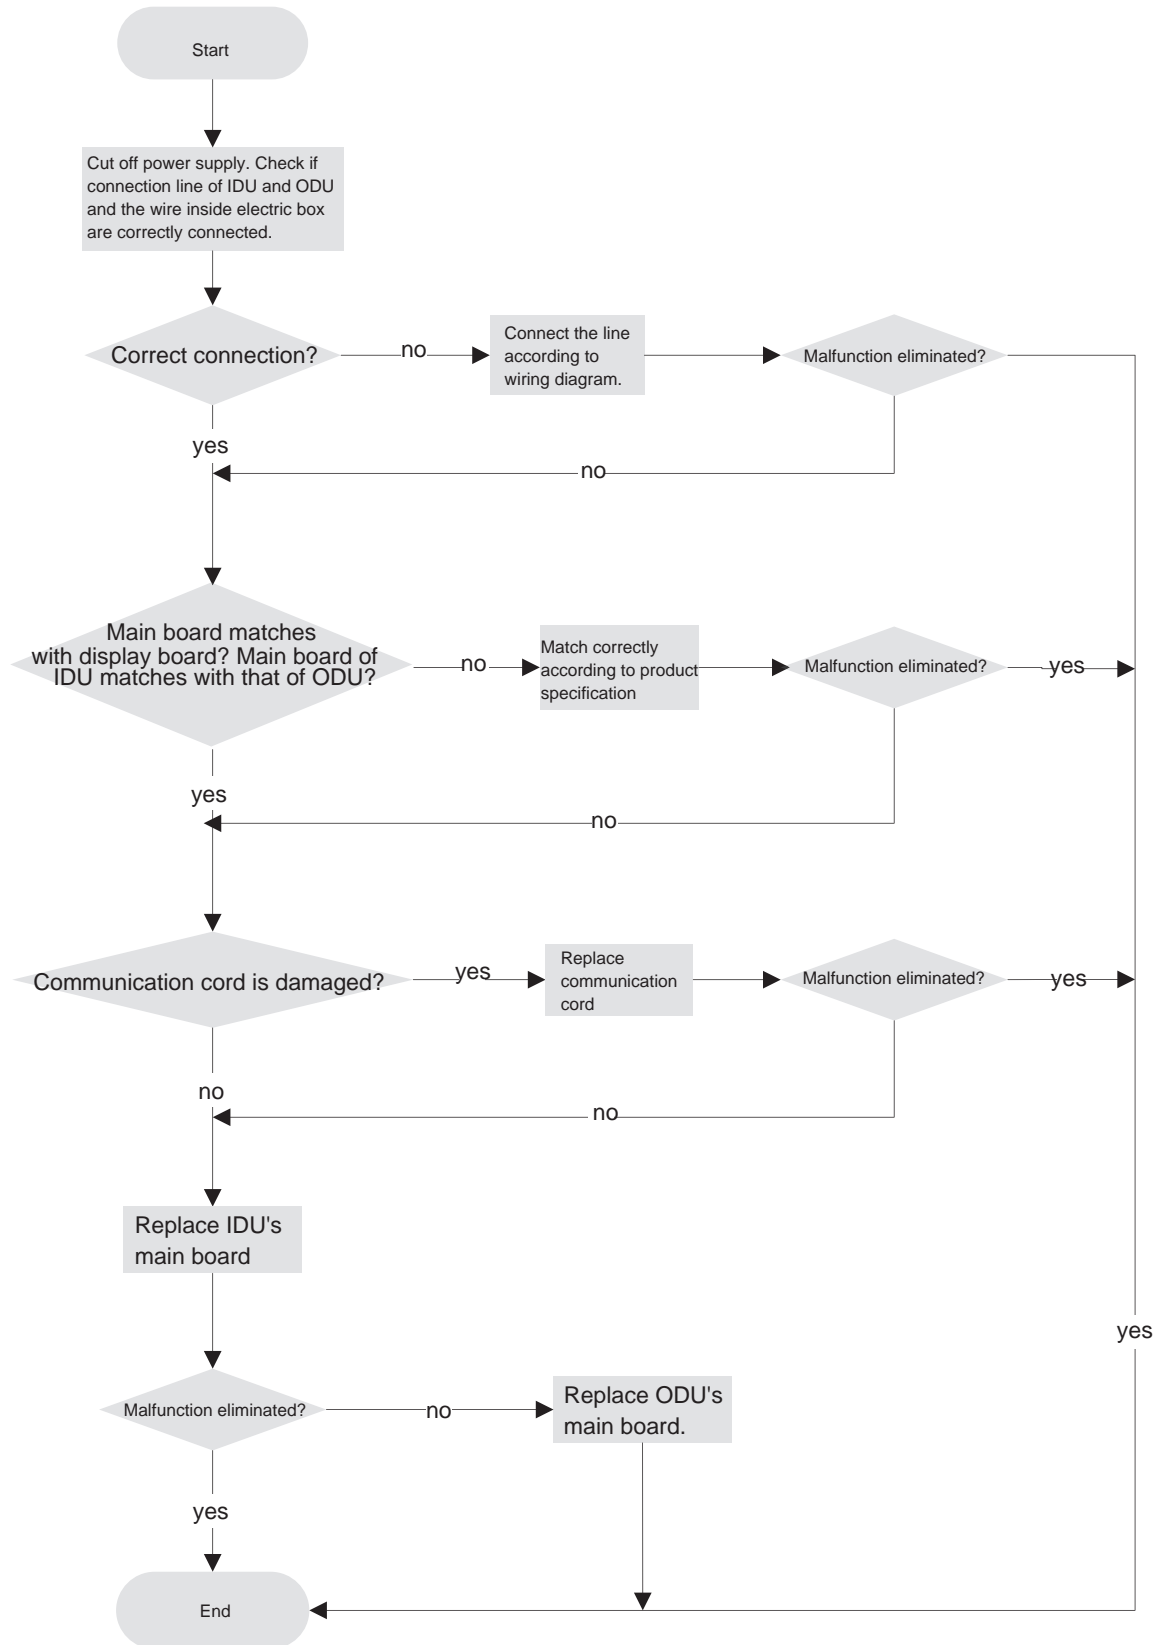 Start
Cut off power supply. Check if
connection line of IDU and ODU
and the wire inside electric box
are correctly connected.
Correct connection?
no
Connect the line
according to
wiring diagram.
Malfunction eliminated?
yes
no
Main board matches
with display board? Main board of
IDU matches with that of ODU?
no
Match correctly
according to product
specification
Malfunction eliminated?
yes
yes
no
Communication cord is damaged?
yes
Replace
communication
cord
Malfunction eliminated?
yes
no
no
Replace IDU's
main board
yes
Malfunction eliminated?
no
Replace ODU's
main board.
yes
End